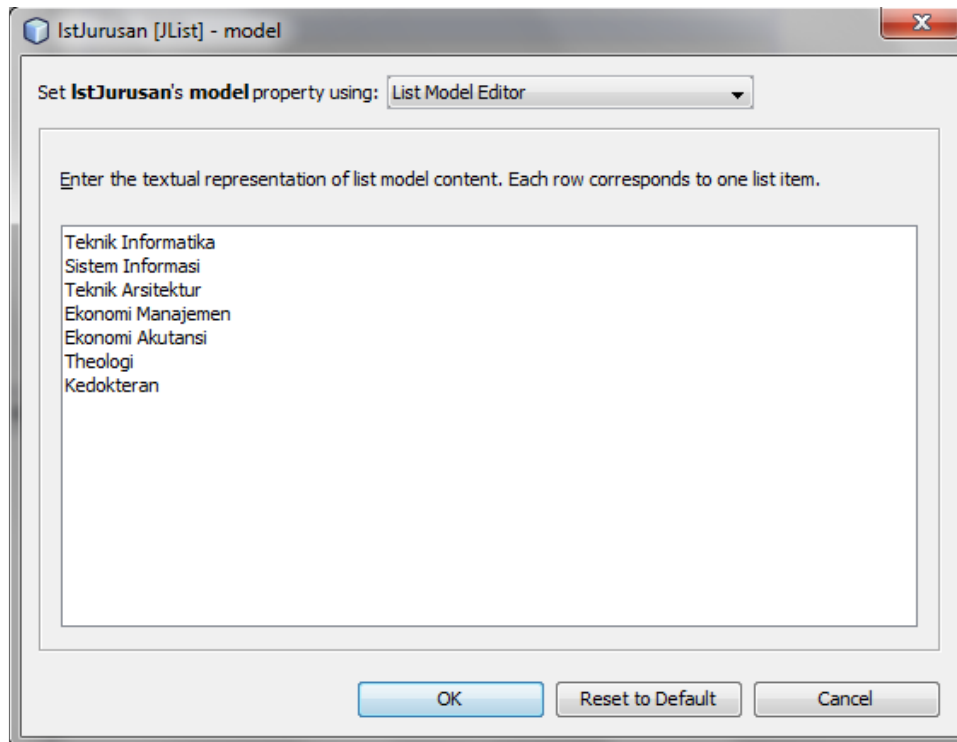 lstJurusan [JList] - model
Set lstJurusan's model property using: List Model Editor
Enter the textual representation of list model content. Each row corresponds to one list item.
Teknik Informatika
Sistem Informasi
Teknik Arsitektur
Ekonomi Manajemen
Ekonomi Akutansi
Theologi
Kedokteran
OK Reset to Default Cancel